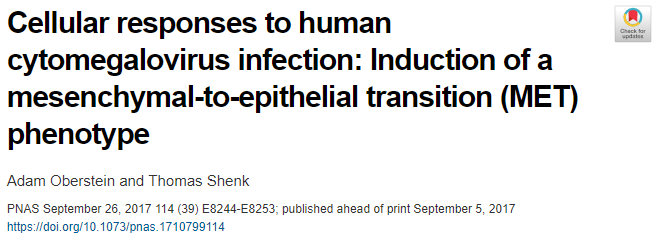 Cellular responses to human
cytomegalovirus infection: Induction of a
mesenchymal-to-epithelial transition (MET)
phenotype
Check for
updates
Adam Oberstein and Thomas Shenk
PNAS September 26, 2017 114 (39) E8244-E8253; published ahead of print September 5, 2017
https://doi.org/10.1073/pnas.1710799114